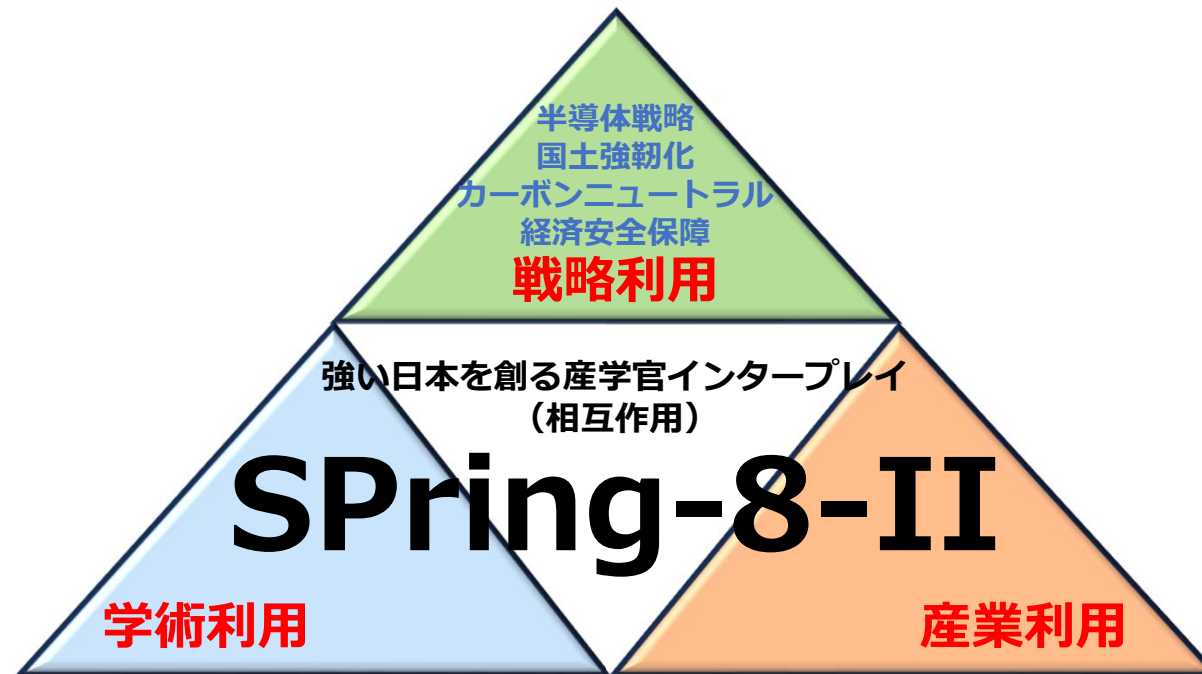 半導体戦略
国土強靭化
カーボンニュートラル
経済安全保障
戦略利用
強い日本を創る産学官インタープレイ
（相互作用）
SPring-8-II
学術利用
産業利用